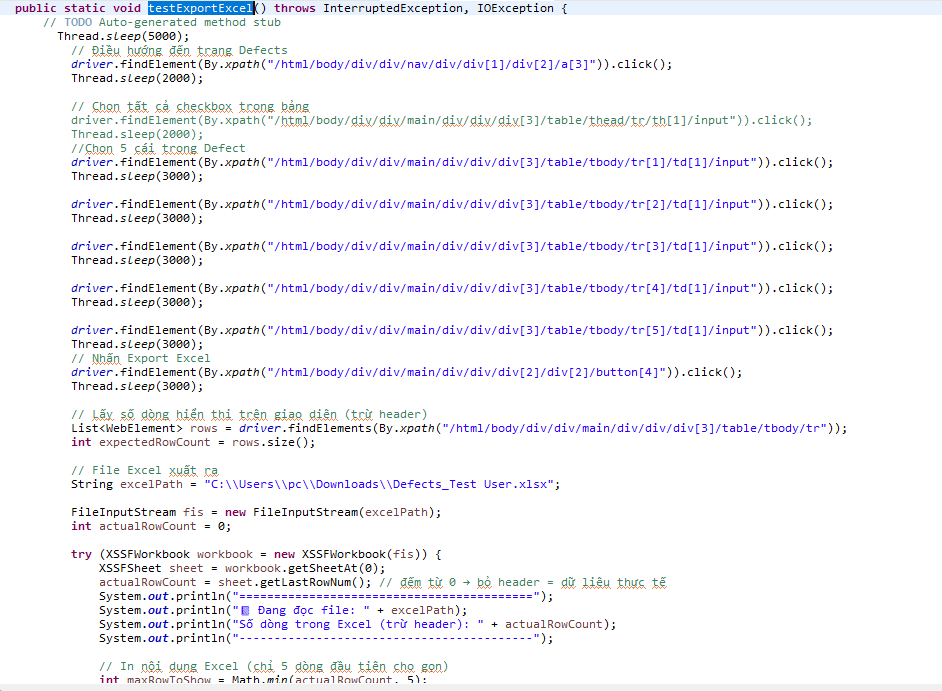 public static void testExportExcel() throws InterruptedException, IOException {
// TODO Auto-generated method stub
Thread.sleep(5000);
// Điều hướng đến trang Defects
driver.findElement(By.xpath("/html/body/div/div/nav/div/div[1]/div[2]/a[3]")).click();
Thread.sleep(2000);
// Chọn tất cả checkbox trong bảng
driver.findElement(By.xpath("/html/body/div/div/main/div/div/div[3]/table/thead/tr/th[1]/input")).click();
Thread.sleep(2000);
//Chọn 5 cái trong Defect
driver.findElement(By.xpath("/html/body/div/div/main/div/div/div[3]/table/tbody/tr[1]/td[1]/input")).click();
Thread.sleep(3000);
driver.findElement(By.xpath("/html/body/div/div/main/div/div/div[3]/table/tbody/tr[2]/td[1]/input")).click();
Thread.sleep(3000);
driver.findElement(By.xpath("/html/body/div/div/main/div/div/div[3]/table/tbody/tr[3]/td[1]/input")).click();
Thread.sleep(3000);
driver.findElement(By.xpath("/html/body/div/div/main/div/div/div[3]/table/tbody/tr[4]/td[1]/input")).click();
Thread.sleep(3000);
driver.findElement(By.xpath("/html/body/div/div/main/div/div/div[3]/table/tbody/tr[5]/td[1]/input")).click();
Thread.sleep(3000);
// Nhấn Export Excel
driver.findElement(By.xpath("/html/body/div/div/main/div/div/div[2]/div[2]/button[4]")).click();
Thread.sleep(3000);
// Lấy số dòng hiển thị trên giao diện (trừ header)
List<WebElement> rows = driver.findElements(By.xpath("/html/body/div/div/main/div/div/div[3]/table/tbody/tr"));
int expectedRowCount = rows.size();
// File Excel xuất ra
String excelPath = "C:\\Users\\pc\\Downloads\\Defects_Test User.xlsx";
FileInputStream fis = new FileInputStream(excelPath);
int actualRowCount = 0;
try (XSSFWorkbook workbook = new XSSFWorkbook(fis)) {
XSSFSheet sheet = workbook.getSheetAt(0);
actualRowCount = sheet.getLastRowNum(); // đếm từ 0 → bỏ header = dữ liệu thực tế
System.out.println("==========================================");
System.out.println("📘 Đang đọc file: " + excelPath);
System.out.println("Số dòng trong Excel (trừ header): " + actualRowCount);
System.out.println("------------------------------------------");
// In nội dung Excel (chỉ 5 dòng đầu tiên cho gọn)
int maxRowToShow = Math.min(actualRowCount, 5);